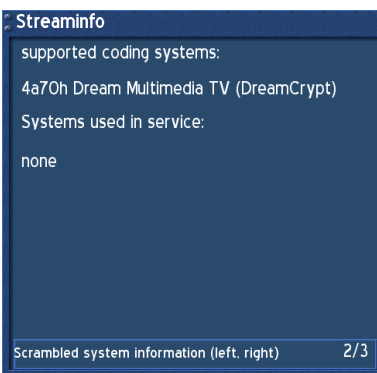 Streaminfo
supported coding systems:
4a70h Dream Multimedia TV (DreamCrypt)
Systems used in service:
none
Scrambled system information (left, right) 2/3